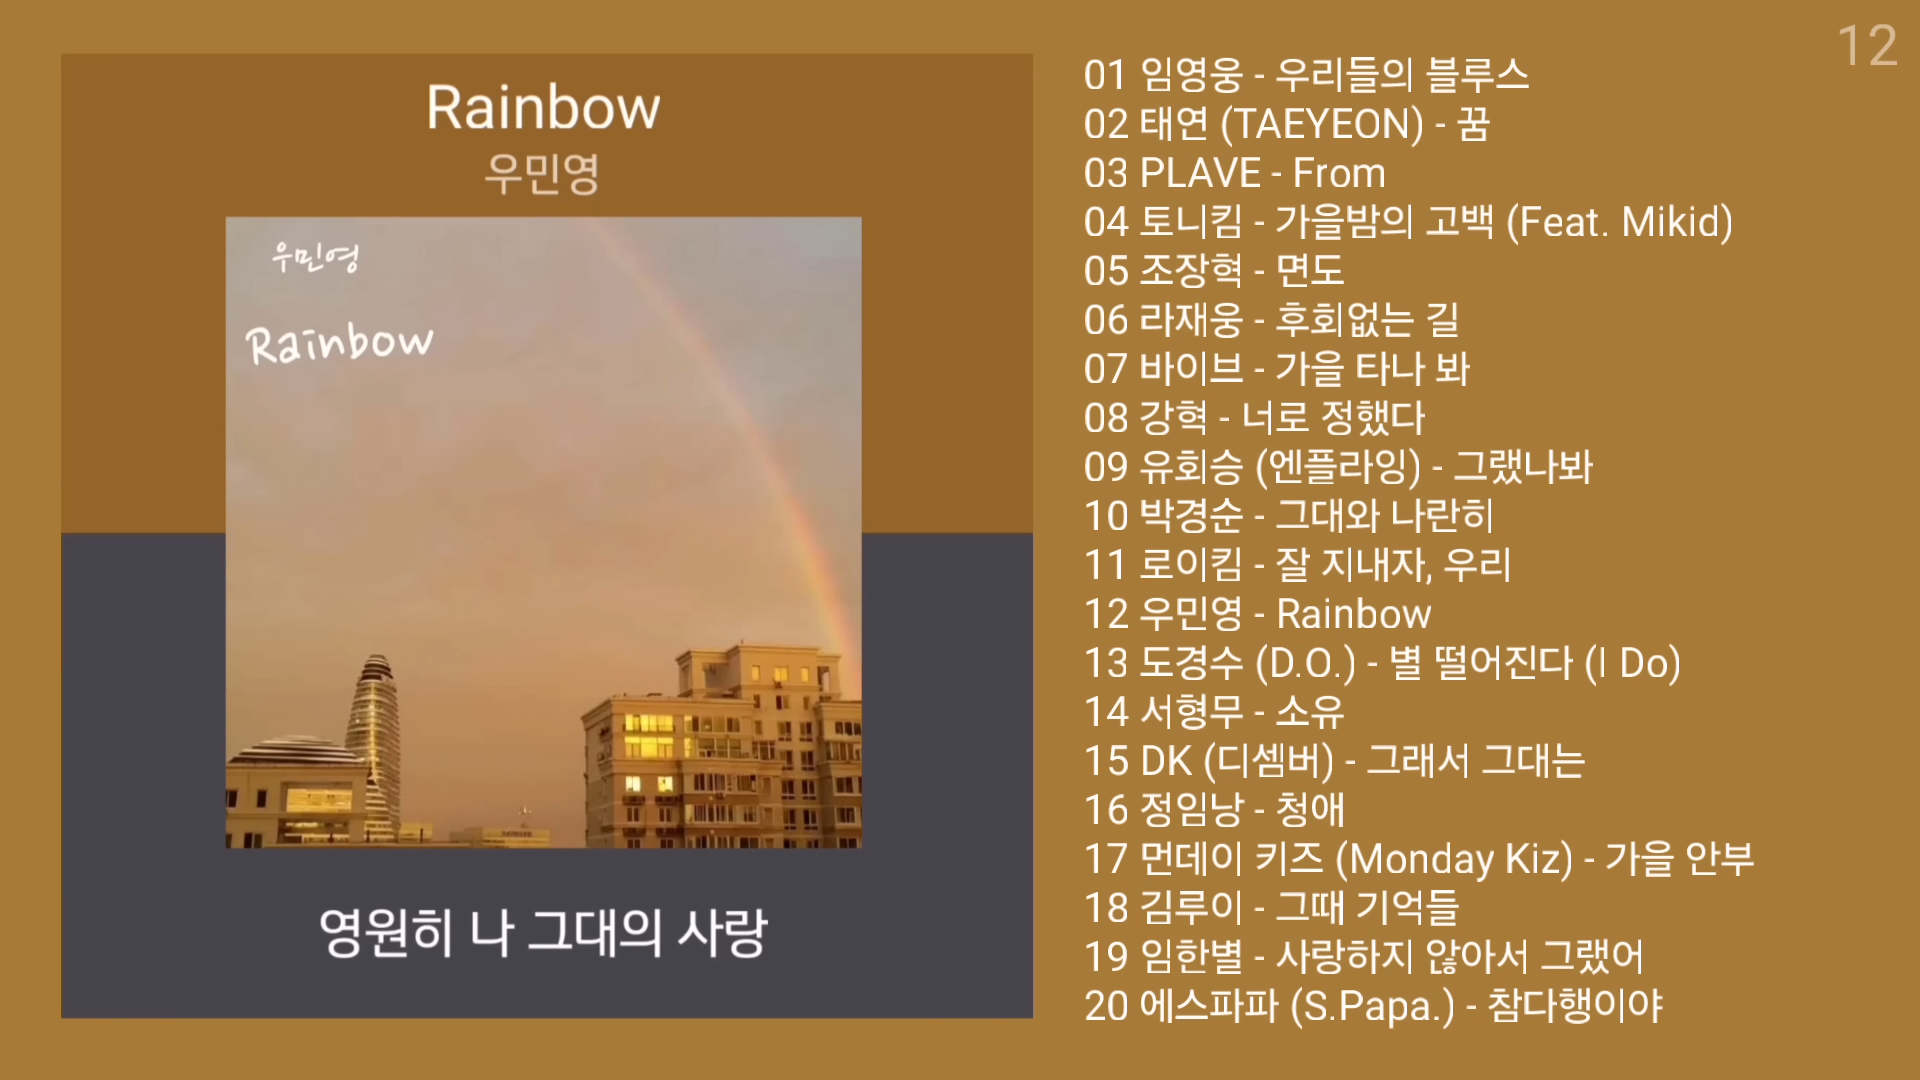 12
Rainbow
우민영
우민영
Rainbow
영원히 나 그대의 사랑
01 임영웅 - 우리들의 블루스
02 태연 (TAEYEON) - 꿈
03 PLAVE - From
04 토니킴 - 가을밤의 고백 (Feat. Mikid)
05 조장혁 - 면도
06 라재웅 - 후회없는 길
07 바이브 - 가을 타나 봐
08 강혁 - 너로 정했다
09 유회승 (엔플라잉) - 그랬나봐
10 박경순 - 그대와 나란히
11 로이킴 - 잘 지내자, 우리
12 우민영 - Rainbow
13 도경수 (D.O.) - 별 떨어진다 (I Do)
14 서형무 - 소유
15 DK (디셈버) - 그래서 그대는
16 정임낭 - 청애
17 먼데이 키즈 (Monday Kiz) - 가을 안부
18 김루이 - 그때 기억들
19 임한별 - 사랑하지 않아서 그랬어
20 에스파파 (S.Papa.) - 참다행이야